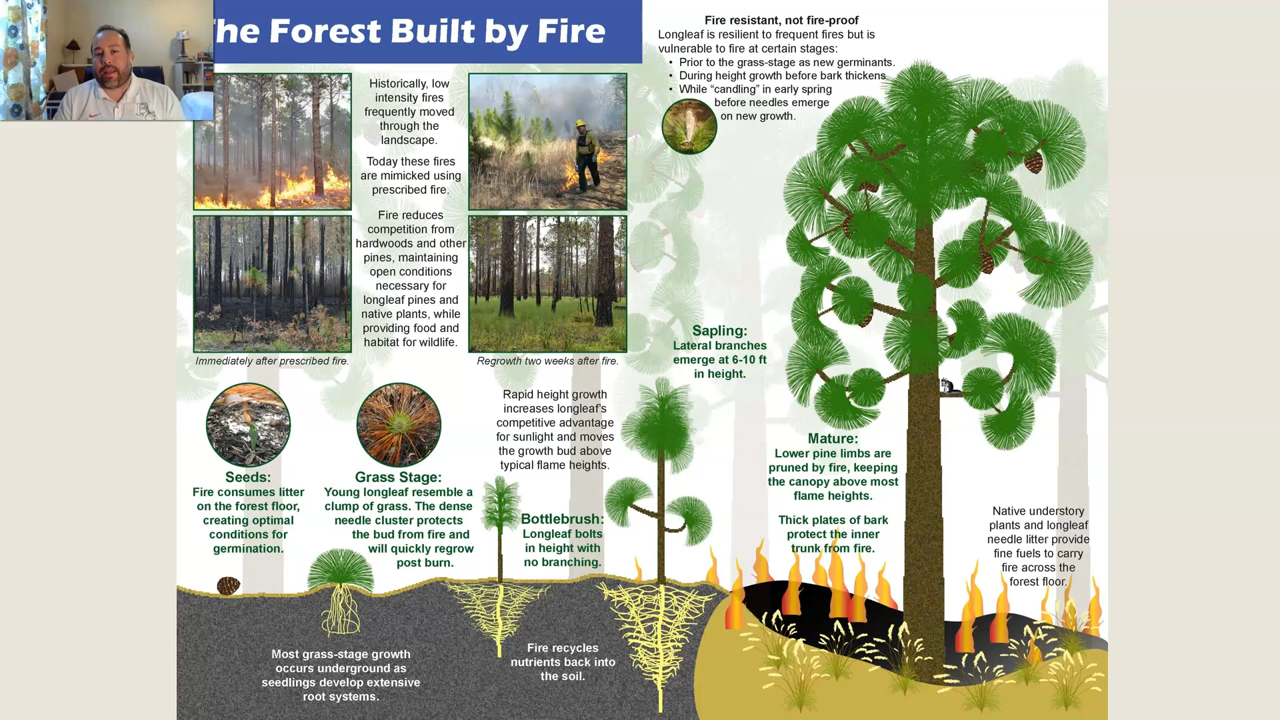 The Forest Built by Fire
Historically, low
intensity fires
frequently moved
through the
landscape.
Today these fires
are mimicked using
prescribed fire.
Fire reduces
competition from
hardwoods and other
pines, maintaining
open conditions
necessary for
longleaf pines and
native plants, while
providing food and
habitat for wildlife.
Immediately after prescribed fire.
Regrowth two weeks after fire.
Fire resistant, not fire-proof
Longleaf is resilient to frequent fires but is
vulnerable to fire at certain stages:
• Prior to the grass-stage as new germinants.
• During height growth before bark thickens
• While “candling” in early spring
before needles emerge
on new growth.
Seeds:
Fire consumes litter
on the forest floor,
creating optimal
conditions for
germination.
Grass Stage:
Young longleaf resemble a
clump of grass. The dense
needle cluster protects
the bud from fire and
will quickly regrow
post burn.
Rapid height growth
increases longleaf’s
competitive advantage
for sunlight and moves
the growth bud above
typical flame heights.
Bottlebrush:
Longleaf bolts
in height with
no branching.
Sapling:
Lateral branches
emerge at 6-10 ft
in height.
Mature:
Lower pine limbs are
pruned by fire, keeping
the canopy above most
flame heights.
Thick plates of bark
protect the inner
trunk from fire.
Native understory
plants and longleaf
needle litter provide
fine fuels to carry
fire across the
forest floor.
Most grass-stage growth
occurs underground as
seedlings develop extensive
root systems.
Fire recycles
nutrients back into
the soil.